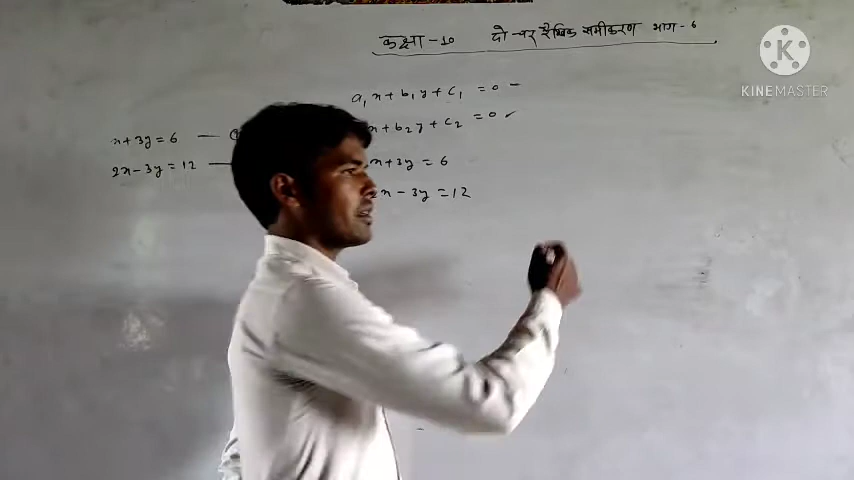 कक्षा - 10 दो चर रैखिक समीकरण भाग - 6
KINEMASTER
a₁x + b₁y + c₁ = 0 -
x + b₂y + c₂ = 0 ✓
x + 3y = 6 —
2x - 3y = 12 —
x + 3y = 6
2x - 3y = 12